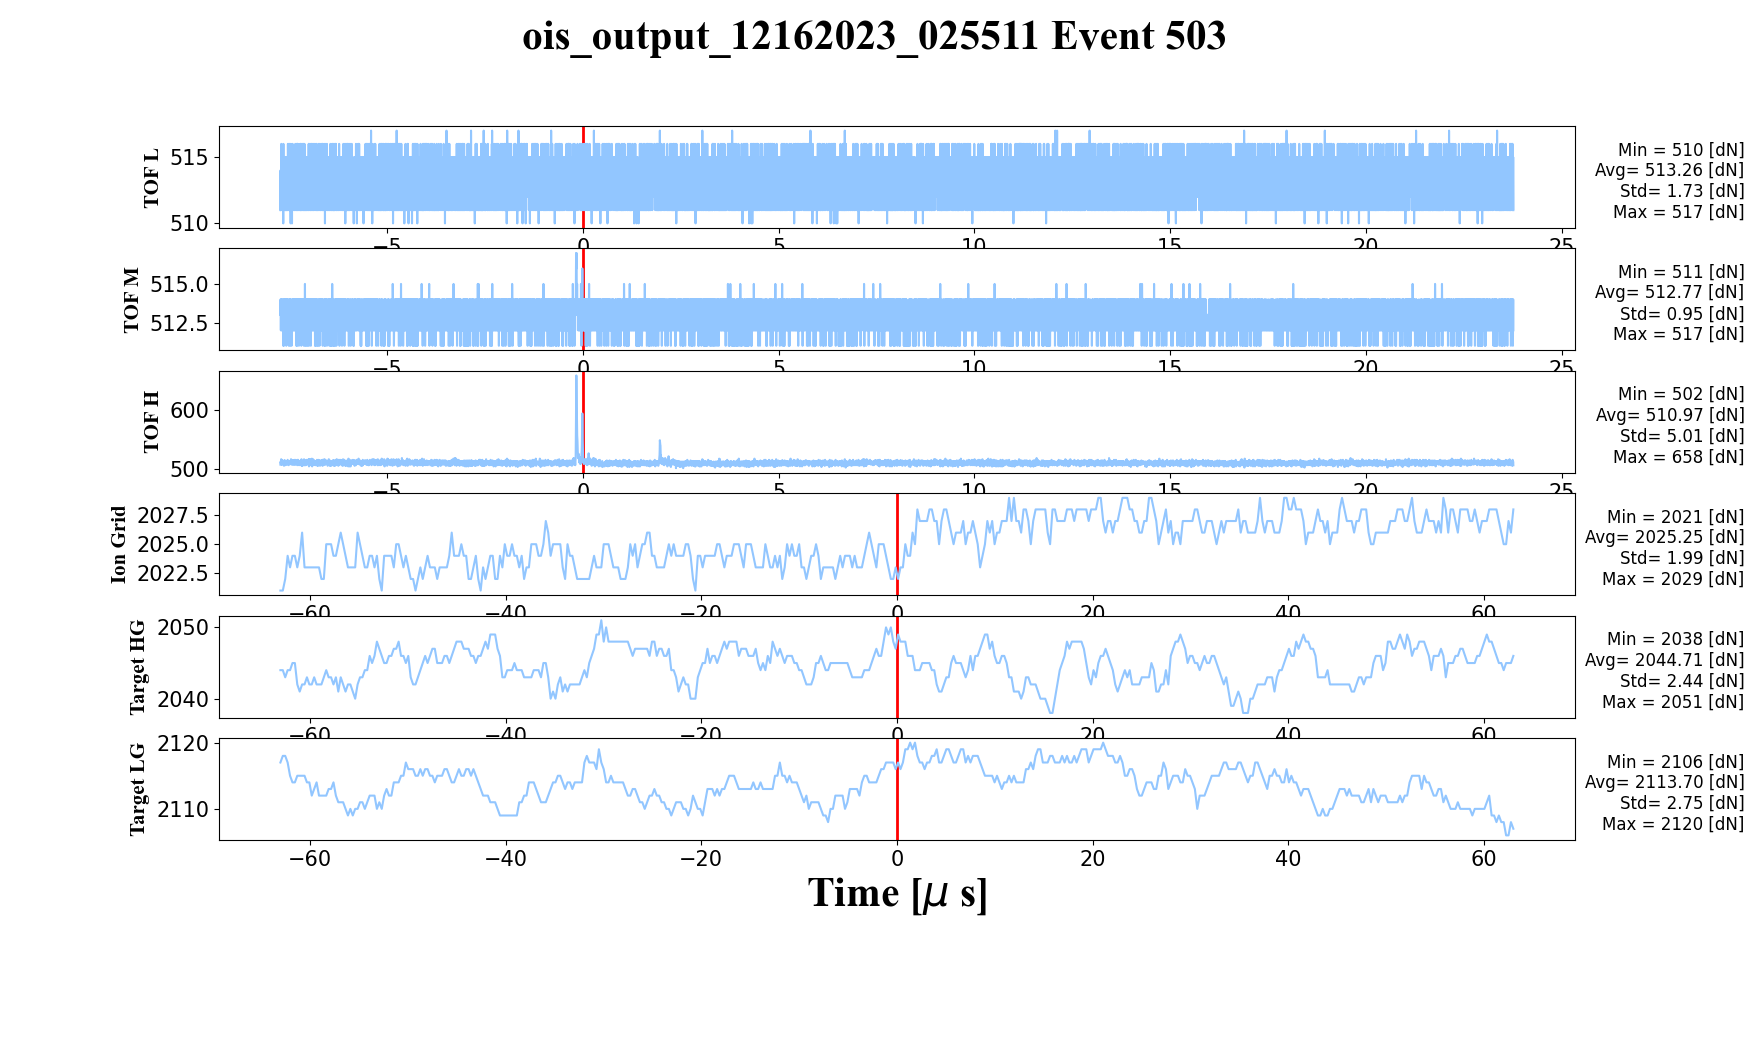 ois_output_12162023_025511 Event 503
TOF L
515
510
−5
0
5
10
15
20
25
Min = 510 [dN]
Avg= 513.26 [dN]
Std= 1.73 [dN]
Max = 517 [dN]
TOF M
515.0
512.5
−5
0
5
10
15
20
25
Min = 511 [dN]
Avg= 512.77 [dN]
Std= 0.95 [dN]
Max = 517 [dN]
TOF H
600
500
−5
0
5
10
15
20
25
Min = 502 [dN]
Avg= 510.97 [dN]
Std= 5.01 [dN]
Max = 658 [dN]
Ion Grid
2027.5
2025.0
2022.5
−60
−40
−20
0
20
40
60
Min = 2021 [dN]
Avg= 2025.25 [dN]
Std= 1.99 [dN]
Max = 2029 [dN]
Target HG
2050
2040
−60
−40
−20
0
20
40
60
Min = 2038 [dN]
Avg= 2044.71 [dN]
Std= 2.44 [dN]
Max = 2051 [dN]
Target LG
2120
2110
−60
−40
−20
0
20
40
60
Min = 2106 [dN]
Avg= 2113.70 [dN]
Std= 2.75 [dN]
Max = 2120 [dN]
Time [μ s]